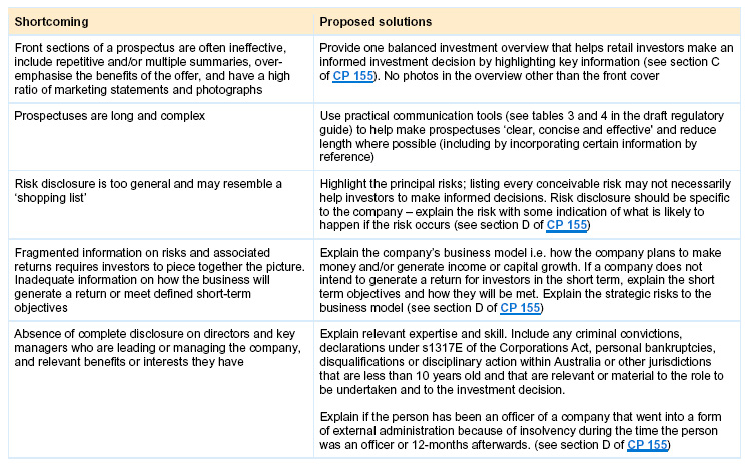 Shortcoming
Proposed solutions
Front sections of a prospectus are often ineffective,
include repetitive and/or multiple summaries, over-
emphasise the benefits of the offer, and have a high
ratio of marketing statements and photographs
Provide one balanced investment overview that helps retail investors make an
informed investment decision by highlighting key information (see section C
of CP 155). No photos in the overview other than the front cover
Prospectuses are long and complex
Use practical communication tools (see tables 3 and 4 in the draft regulatory
guide) to help make prospectuses 'clear, concise and effective' and reduce
length where possible (including by incorporating certain information by
reference)
Risk disclosure is too general and may resemble a
'shopping list'
Highlight the principal risks; listing every conceivable risk may not necessarily
help investors to make informed decisions. Risk disclosure should be specific
to the company – explain the risk with some indication of what is likely to
happen if the risk occurs (see section D of CP 155)
Fragmented information on risks and associated
returns requires investors to piece together the picture.
Inadequate information on how the business will
generate a return or meet defined short-term
objectives
Explain the company's business model i.e. how the company plans to make
money and/or generate income or capital growth. If a company does not
intend to generate a return for investors in the short term, explain the short
term objectives and how they will be met. Explain the strategic risks to the
business model (see section D of CP 155)
Absence of complete disclosure on directors and key
managers who are leading or managing the company,
and relevant benefits or interests they have
Explain relevant expertise and skill. Include any criminal convictions,
declarations under s1317E of the Corporations Act, personal bankruptcies,
disqualifications or disciplinary action within Australia or other jurisdictions
that are less than 10 years old and that are relevant or material to the role to
be undertaken and to the investment decision.
Explain if the person has been an officer of a company that went into a form
of external administration because of insolvency during the time the person
was an officer or 12-months afterwards. (see section D of CP 155)